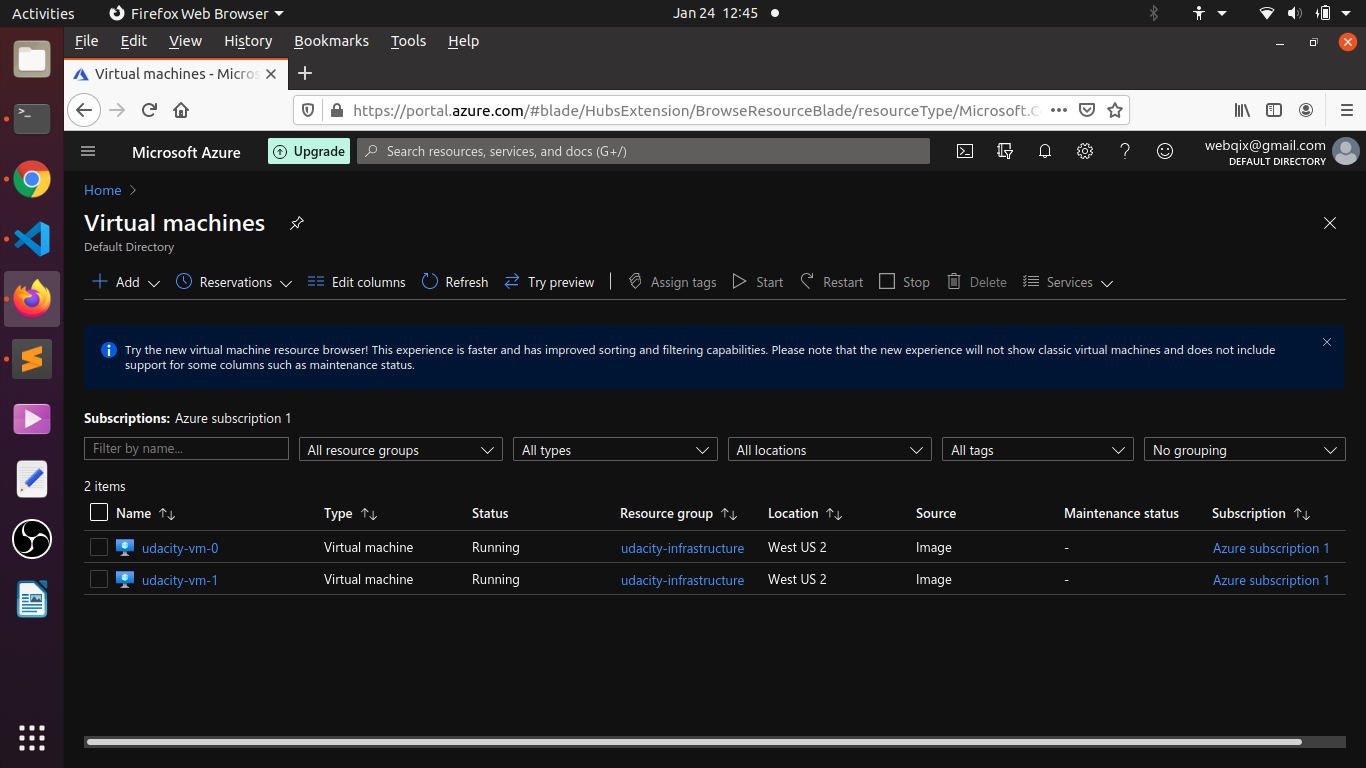 Activities Firefox Web Browser Jan 24 12:45
File Edit View History Bookmarks Tools Help
Virtual machines - Micros
https://portal.azure.com/#blade/HubsExtension/BrowseResourceBlade/resourceType/Microsoft.C
Microsoft Azure Upgrade Search resources, services, and docs (G+/) webqix@gmail.com
DEFAULT DIRECTORY
Home
Virtual machines
Default Directory
Add Reservations Edit columns Refresh Try preview Assign tags Start Restart Stop Delete Services
Try the new virtual machine resource browser! This experience is faster and has improved sorting and filtering capabilities. Please note that the new experience will not show classic virtual machines and does not include
support for some columns such as maintenance status.
Subscriptions: Azure subscription 1
Filter by name... All resource groups All types All locations All tags No grouping
2 items
Name Type Status Resource group Location Source Maintenance status Subscription
udacity-vm-0 Virtual machine Running udacity-infrastructure West US 2 Image - Azure subscription 1
udacity-vm-1 Virtual machine Running udacity-infrastructure West US 2 Image - Azure subscription 1